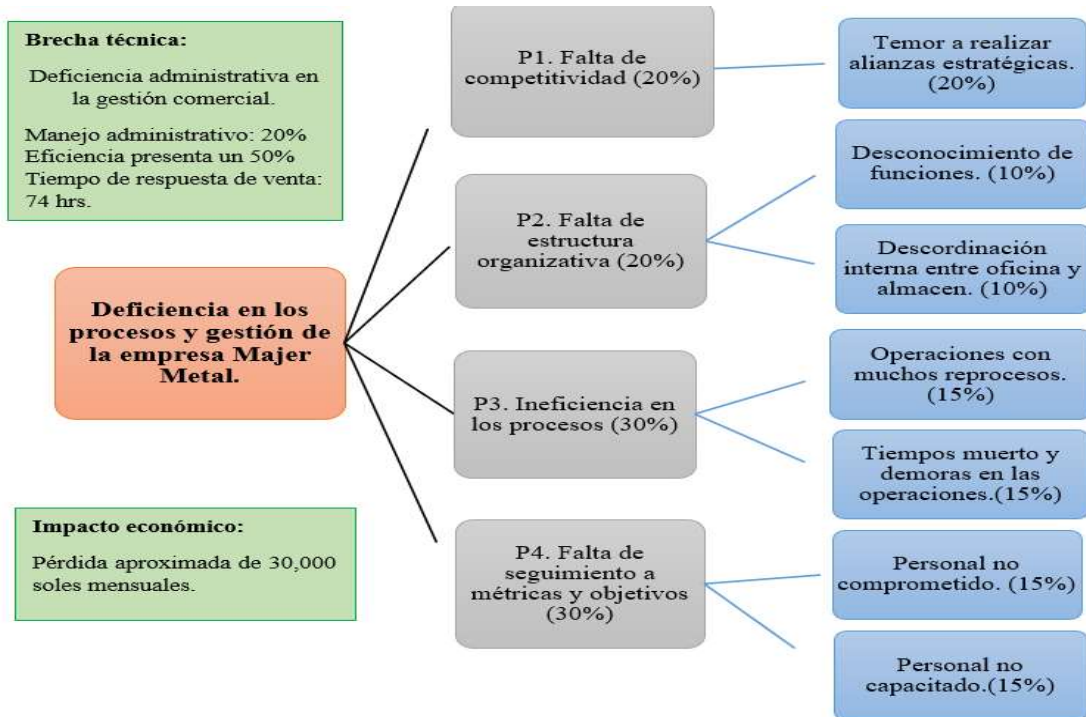 Brecha técnica:
Deficiencia administrativa en
la gestión comercial.
Manejo administrativo: 20%
Eficiencia presenta un 50%
Tiempo de respuesta de venta:
74 hrs.
Deficiencia en los
procesos y gestión de
la empresa Majer
Metal.
Impacto económico:
Pérdida aproximada de 30,000
soles mensuales.
P1. Falta de
competitividad (20%)
P2. Falta de
estructura
organizativa (20%)
P3. Ineficiencia en
los procesos (30%)
P4. Falta de
seguimiento a
métricas y objetivos
(30%)
Temor a realizar
alianzas estratégicas.
(20%)
Desconocimiento de
funciones. (10%)
Descordinación
interna entre oficina y
almacen. (10%)
Operaciones con
muchos reprocesos.
(15%)
Tiempos muerto y
demoras en las
operaciones.(15%)
Personal no
comprometido. (15%)
Personal no
capacitado.(15%)